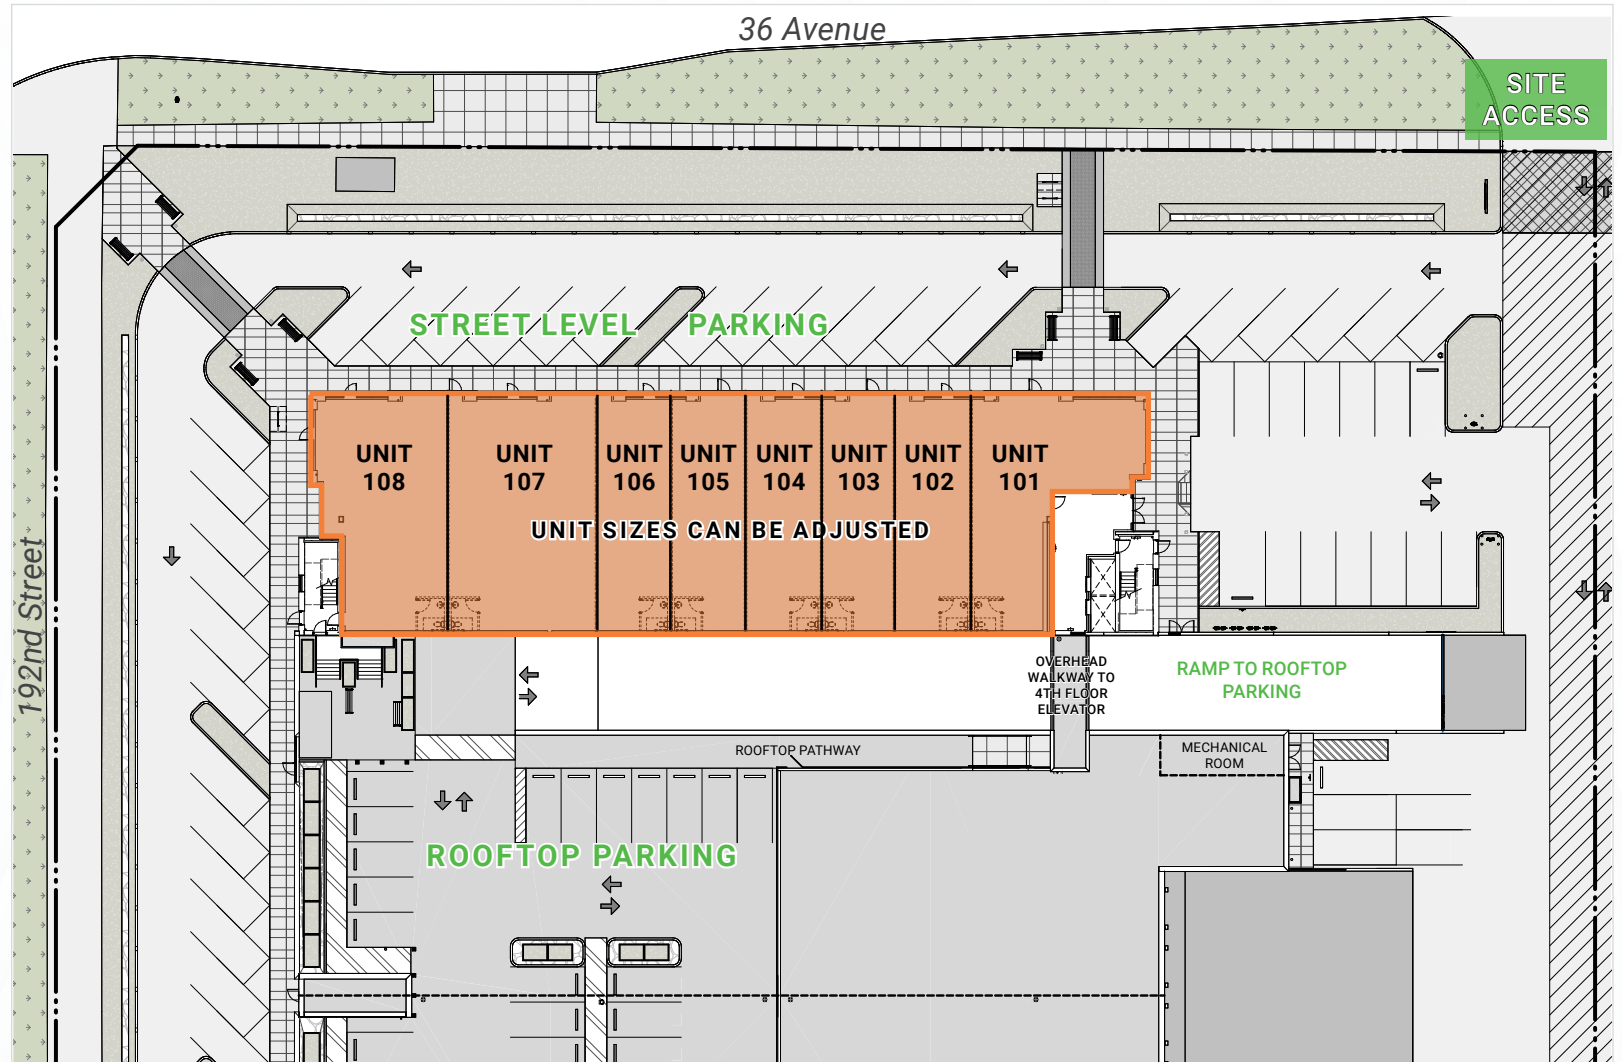 36 Avenue
SITE
ACCESS
STREET LEVEL PARKING
UNIT
108
UNIT
107
UNIT
106
UNIT
105
UNIT
104
UNIT
103
UNIT
102
UNIT
101
UNIT SIZES CAN BE ADJUSTED
192nd Street
OVERHEAD
WALKWAY TO
4TH FLOOR
ELEVATOR
RAMP TO ROOFTOP
PARKING
ROOFTOP PATHWAY
MECHANICAL
ROOM
ROOFTOP PARKING